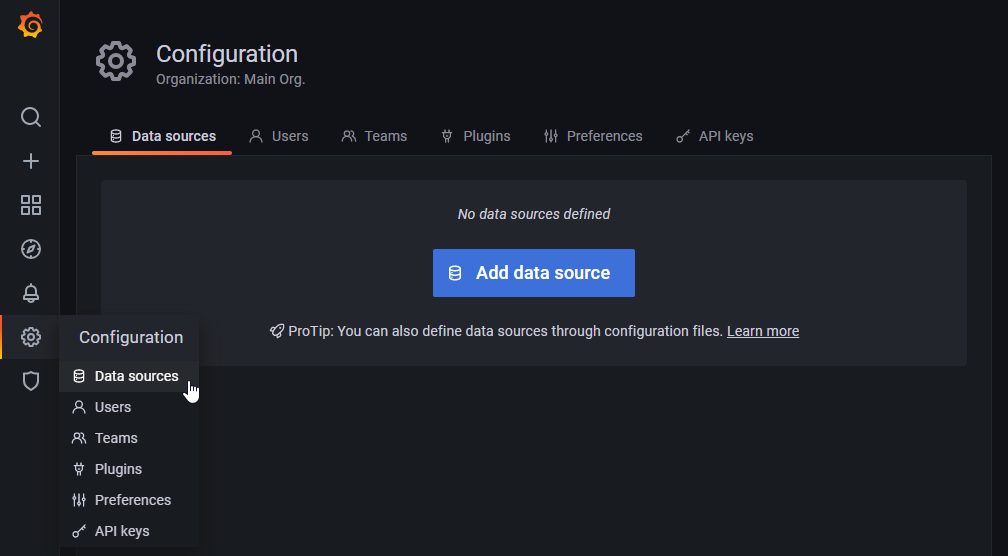 Configuration
Organization: Main Org.
Data sources Users Teams Plugins Preferences API keys
No data sources defined
Add data source
ProTip: You can also define data sources through configuration files. Learn more
Configuration
Data sources
Users
Teams
Plugins
Preferences
API keys